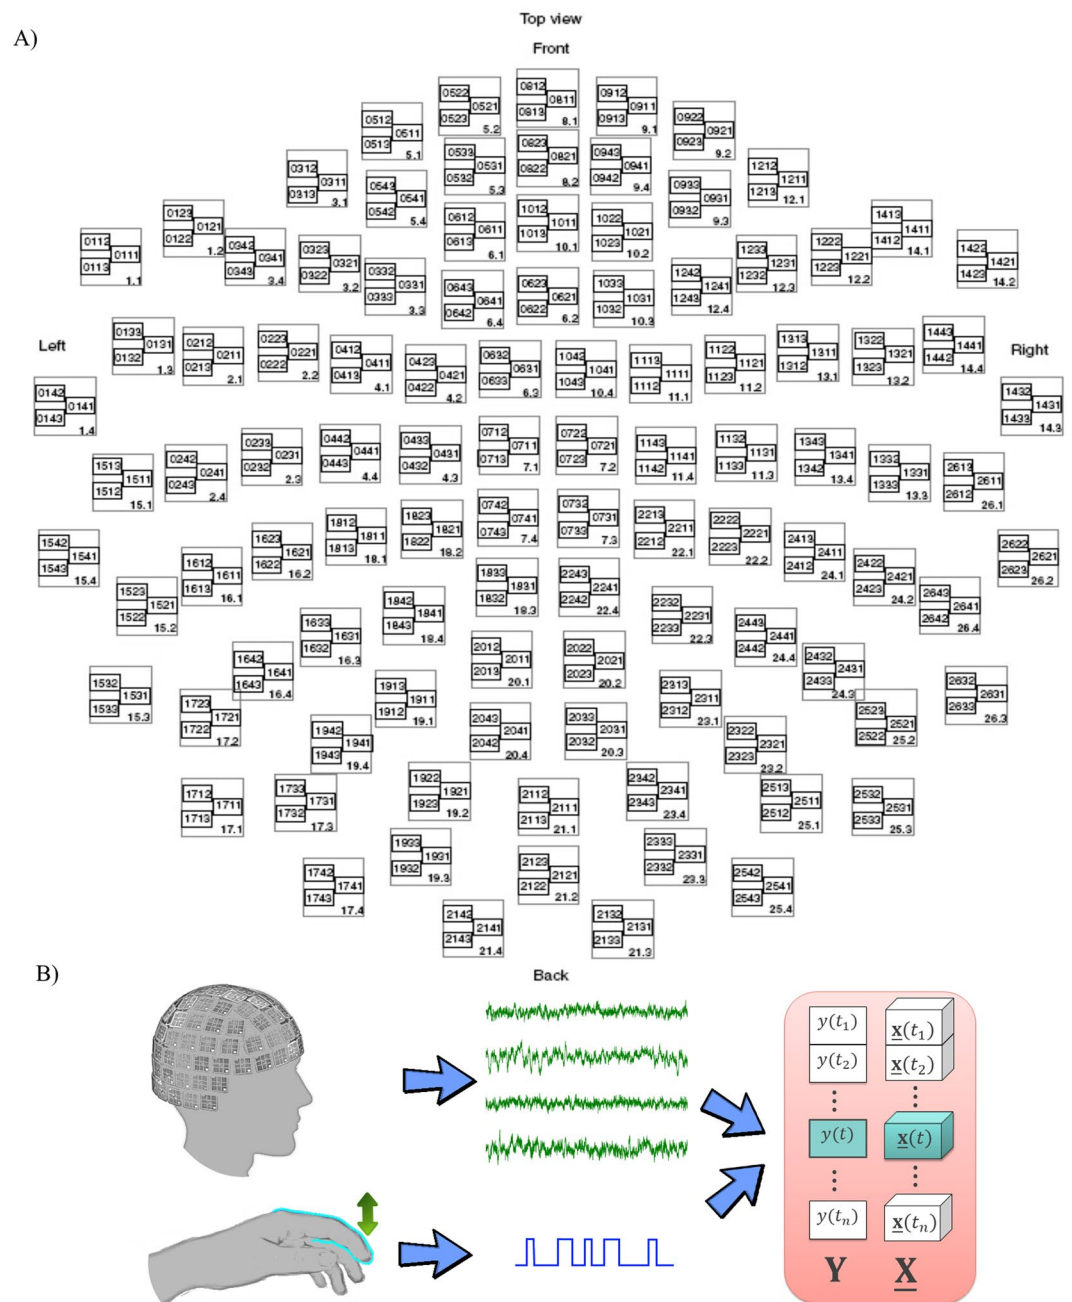 A)
Top view
Front
0812 0811 0813 8.1
0522 0521 0523 5.2
0912 0911 0913 9.1
0512 0511 0513 5.1
0922 0921 0923 9.2
0533 0531 0532 5.3
0823 0821 0822 8.2
0943 0941 0942 9.4
0312 0311 0313 3.1
0543 0541 0542 5.4
0933 0931 0932 9.3
1212 1211 1213 12.1
0123 0121 0122 1.2
0612 0611 0613 6.1
1012 1011 1013 10.1
1022 1021 1023 10.2
1413 1411 1412 14.1
0112 0111 0113 1.1
0342 0341 0343 3.4
0323 0321 0322 3.2
0332 0331 0333 3.3
1242 1241 1243 12.4
1233 1231 1232 12.3
1222 1221 1223 12.2
1422 1421 1423 14.2
0643 0641 0642 6.4
0623 0621 0622 6.2
1033 1031 1032 10.3
Left
Right
0133 0131 0132 1.3
0212 0211 0213 2.1
0223 0221 0222 2.2
0412 0411 0413 4.1
0423 0421 0422 4.2
0632 0631 0633 6.3
1042 1041 1043 10.4
1113 1111 1112 11.1
1122 1121 1123 11.2
1313 1311 1312 13.1
1322 1321 1323 13.2
1443 1441 1442 14.4
0142 0141 0143 1.4
1432 1431 1433 14.3
1513 1511 1512 15.1
0242 0241 0243 2.4
0233 0231 0232 2.3
0442 0441 0443 4.4
0433 0431 0432 4.3
0712 0711 0713 7.1
0722 0721 0723 7.2
1143 1141 1142 11.4
1132 1131 1133 11.3
1343 1341 1342 13.4
1332 1331 1333 13.3
2613 2611 2612 26.1
1542 1541 1543 15.4
1612 1611 1613 16.1
1623 1621 1622 16.2
1812 1811 1813 18.1
1823 1821 1822 18.2
0742 0741 0743 7.4
0732 0731 0733 7.3
2213 2211 2212 22.1
2222 2221 2223 22.2
2413 2411 2412 24.1
2422 2421 2423 24.2
2622 2621 2623 26.2
1523 1521 1522 15.2
1842 1841 1843 18.4
1833 1831 1832 18.3
2243 2241 2242 22.4
2232 2231 2233 22.3
2643 2641 2642 26.4
1633 1631 1632 16.3
2443 2441 2442 24.4
1532 1531 1533 15.3
1642 1641 1643 16.4
2012 2011 2013 20.1
2022 2021 2023 20.2
2432 2431 2433 24.3
2632 2631 2633 26.3
1723 1721 1722 17.2
1913 1911 1912 19.1
2313 2311 2312 23.1
2523 2521 2522 25.2
1942 1941 1943 19.4
2043 2041 2042 20.4
2033 2031 2032 20.3
2322 2321 2323 23.2
1712 1711 1713 17.1
1733 1731 1732 17.3
1922 1921 1923 19.2
2112 2111 2113 21.1
2342 2341 2343 23.4
2513 2511 2512 25.1
2532 2531 2533 25.3
1933 1931 1932 19.3
2123 2121 2122 21.2
2333 2331 2332 23.3
1742 1741 1743 17.4
2542 2541 2543 25.4
2142 2141 2143 21.4
2132 2131 2133 21.3
Back
B)
y(t₁) x(t₁)
y(t₂) x(t₂)
y(t) x(t)
y(tₙ) x(tₙ)
Y X